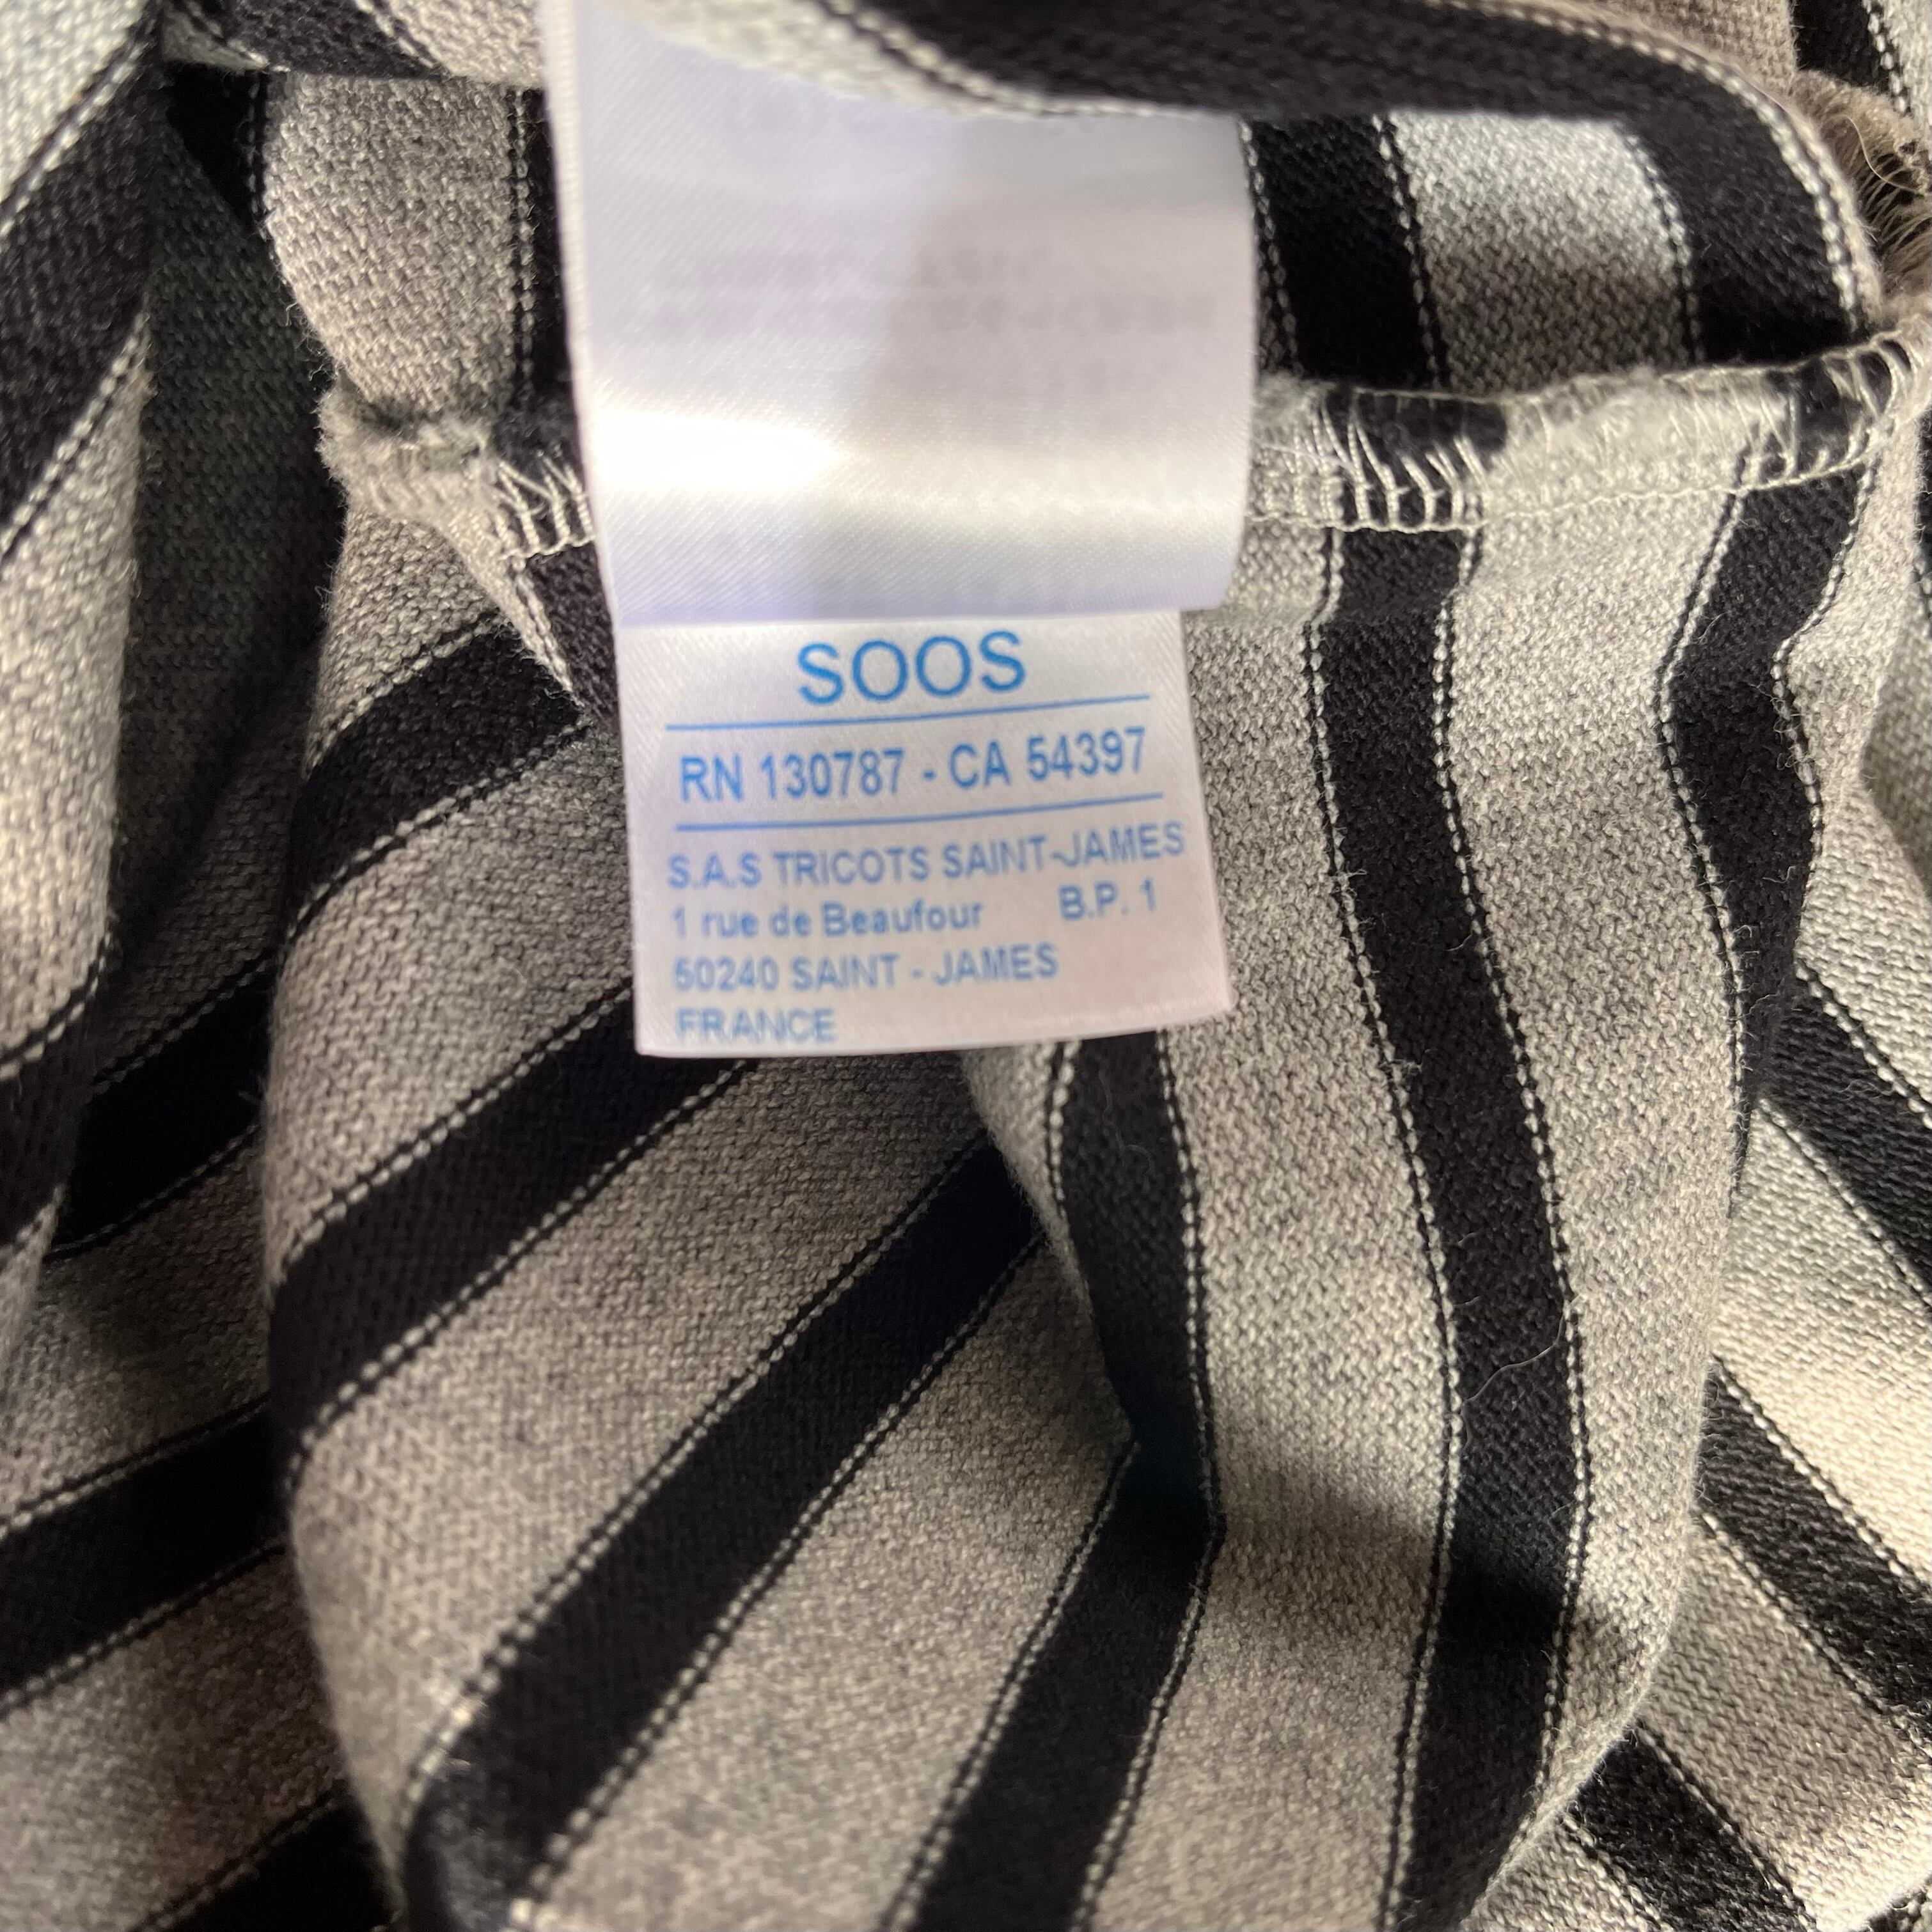 SOOS
RN 130787 - CA 54397
S.A.S TRICOTS SAINT-JAMES
1 rue de Beaufour B.P. 1
50240 SAINT - JAMES
FRANCE